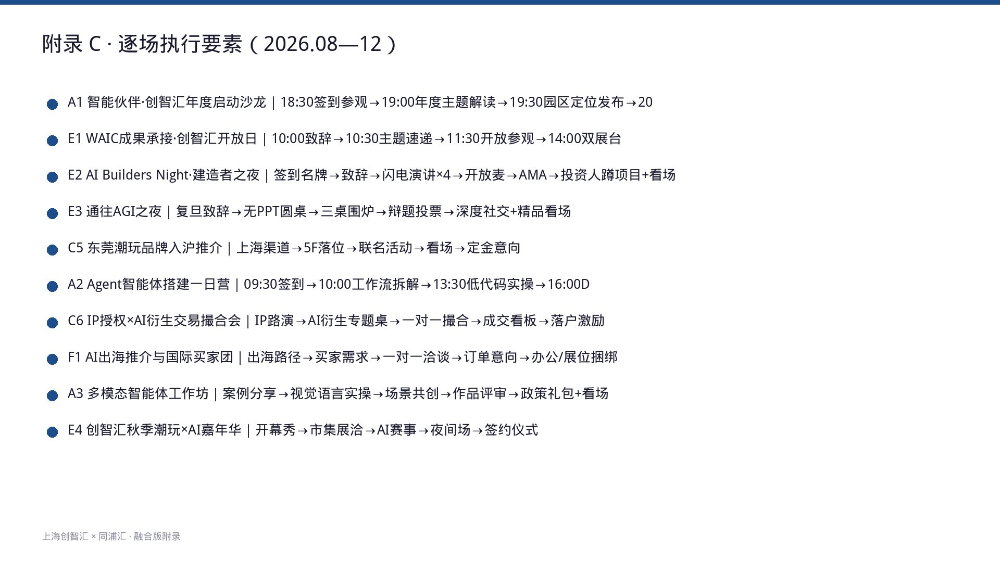 附录 C · 逐场执行要素（2026.08—12）
A1 智能伙伴·创智汇年度启动沙龙 | 18:30签到参观→19:00年度主题解读→19:30园区定位发布→20
E1 WAIC成果承接·创智汇开放日 | 10:00致辞→10:30主题速递→11:30开放参观→14:00双展台
E2 AI Builders Night·建造者之夜 | 签到名牌→致辞→闪电演讲×4→开放麦→AMA→投资人蹲项目+看场
E3 通往AGI之夜 | 复旦致辞→无PPT圆桌→三桌围炉→辩题投票→深度社交+精品看场
C5 东莞潮玩品牌入沪推介 | 上海渠道→5F落位→联名活动→看场→定金意向
A2 Agent智能体搭建一日营 | 09:30签到→10:00工作流拆解→13:30低代码实操→16:00D
C6 IP授权×AI衍生交易撮合会 | IP路演→AI衍生专题桌→一对一撮合→成交看板→落户激励
F1 AI出海推介与国际买家团 | 出海路径→买家需求→一对一洽谈→订单意向→办公/展位捆绑
A3 多模态智能体工作坊 | 案例分享→视觉语言实操→场景共创→作品评审→政策礼包+看场
E4 创智汇秋季潮玩×AI嘉年华 | 开幕秀→市集展洽→AI赛事→夜间场→签约仪式
上海创智汇 × 同浦汇 · 融合版附录